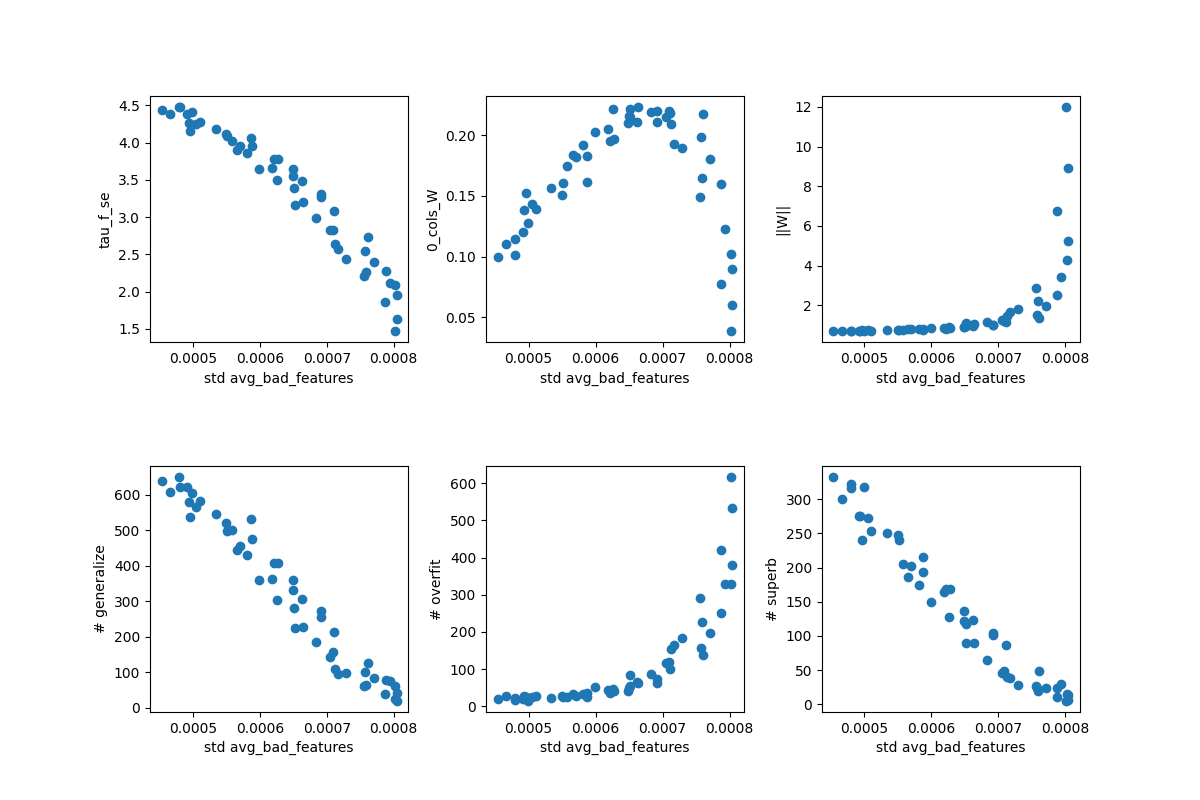 tau_f_se
4.5
4.0
3.5
3.0
2.5
2.0
1.5
0.0005 0.0006 0.0007 0.0008
std avg_bad_features
0_cols_W
0.20
0.15
0.10
0.05
0.0005 0.0006 0.0007 0.0008
std avg_bad_features
||W||
12
10
8
6
4
2
0.0005 0.0006 0.0007 0.0008
std avg_bad_features
# generalize
600
500
400
300
200
100
0
0.0005 0.0006 0.0007 0.0008
std avg_bad_features
# overfit
600
500
400
300
200
100
0
0.0005 0.0006 0.0007 0.0008
std avg_bad_features
# superb
300
250
200
150
100
50
0
0.0005 0.0006 0.0007 0.0008
std avg_bad_features